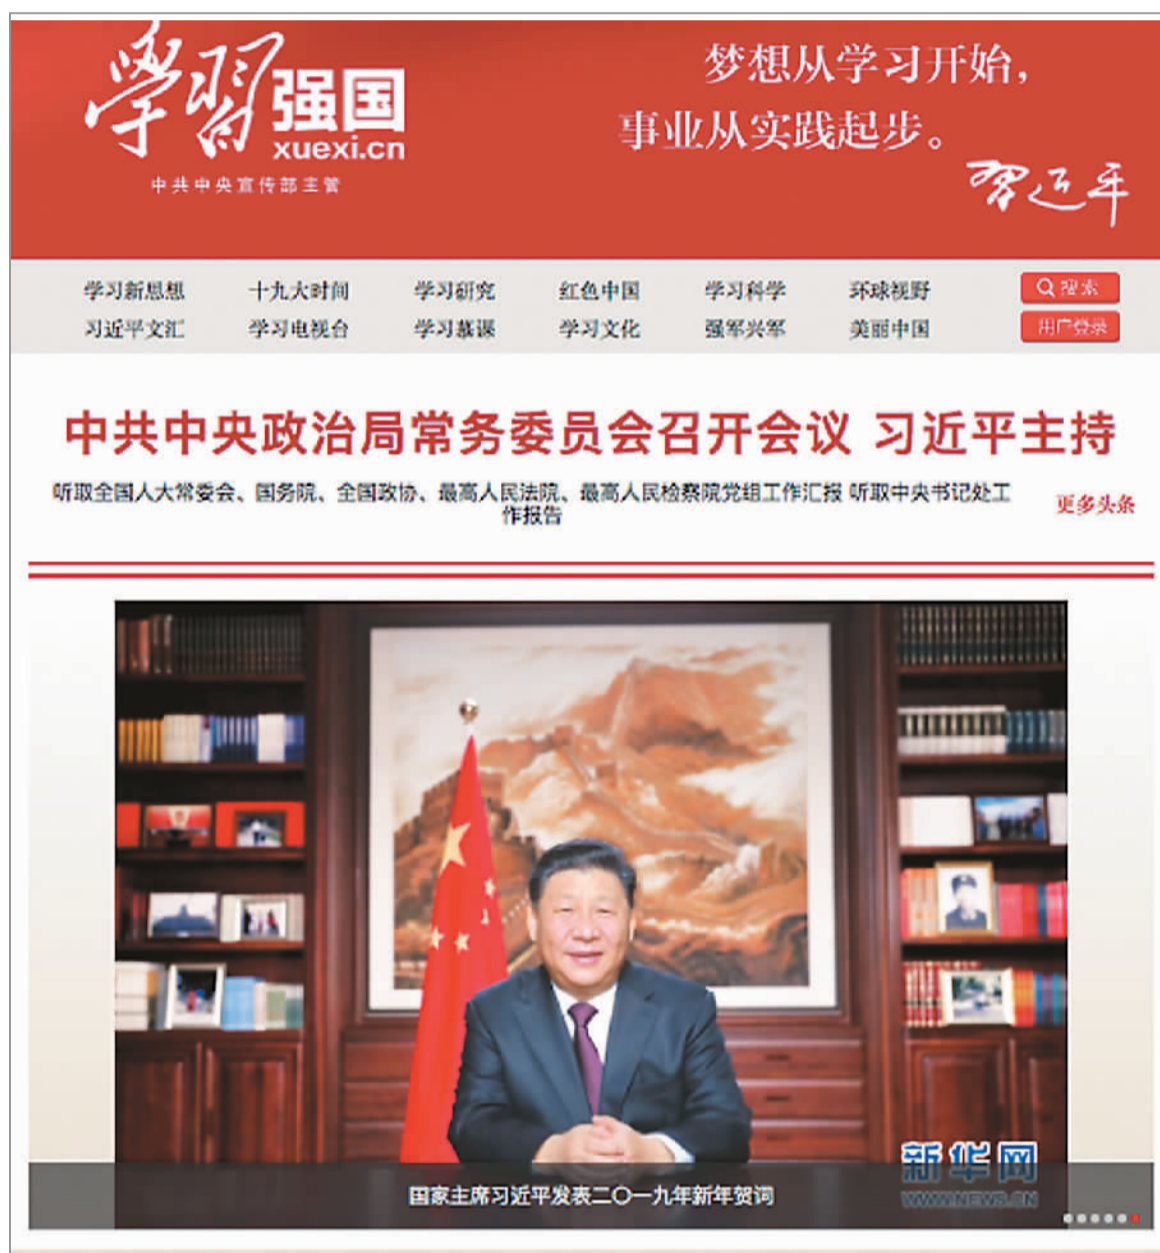 學習强国
xuexi.cn
中共中央宣传部主管
梦想从学习开始，
事业从实践起步。
习近平
学习新思想 十九大时间 学习研究 红色中国 学习科学 环球视野 搜索
习近平文汇 学习电视台 学习慕课 学习文化 强军兴军 美丽中国 用户登录
中共中央政治局常务委员会召开会议 习近平主持
听取全国人大常委会、国务院、全国政协、最高人民法院、最高人民检察院党组工作汇报 听取中央书记处工
作报告
更多头条
新华网
WWW.NEWS.CN
国家主席习近平发表二〇一九年新年贺词